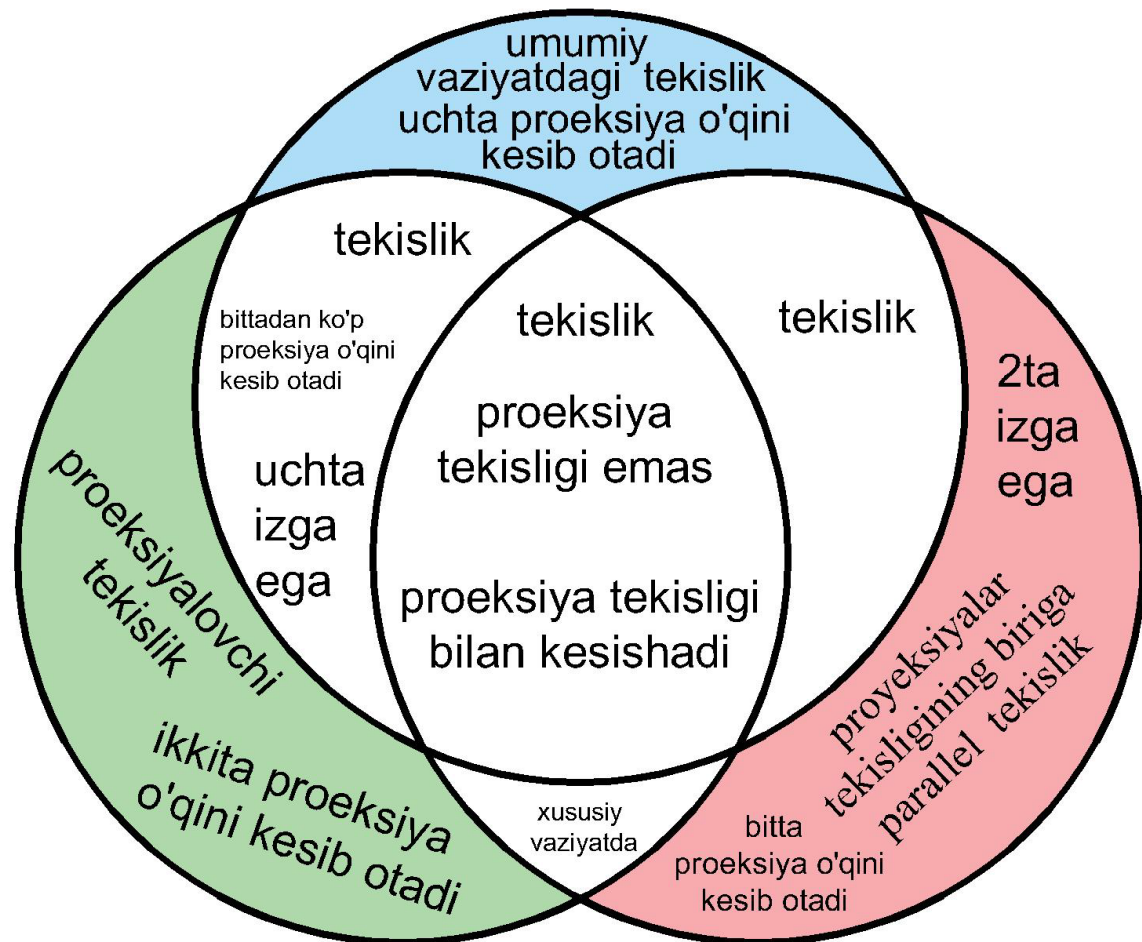 umumiy
vaziyatdagi tekislik
uchta proeksiya o'qini
kesib otadi
tekislik
bittadan ko'p
proeksiya o'qini
kesib otadi
uchta
izga
ega
tekislik
proeksiya
tekisligi emas
proeksiya tekisligi
bilan kesishadi
tekislik
2ta
izga
ega
proeksiyalovchi
tekislik
ikkita proeksiya
o'qini kesib otadi
xususiy
vaziyatda
proyeksiyalar
tekisligining biriga
parallel tekislik
bitta
proeksiya o'qini
kesib otadi